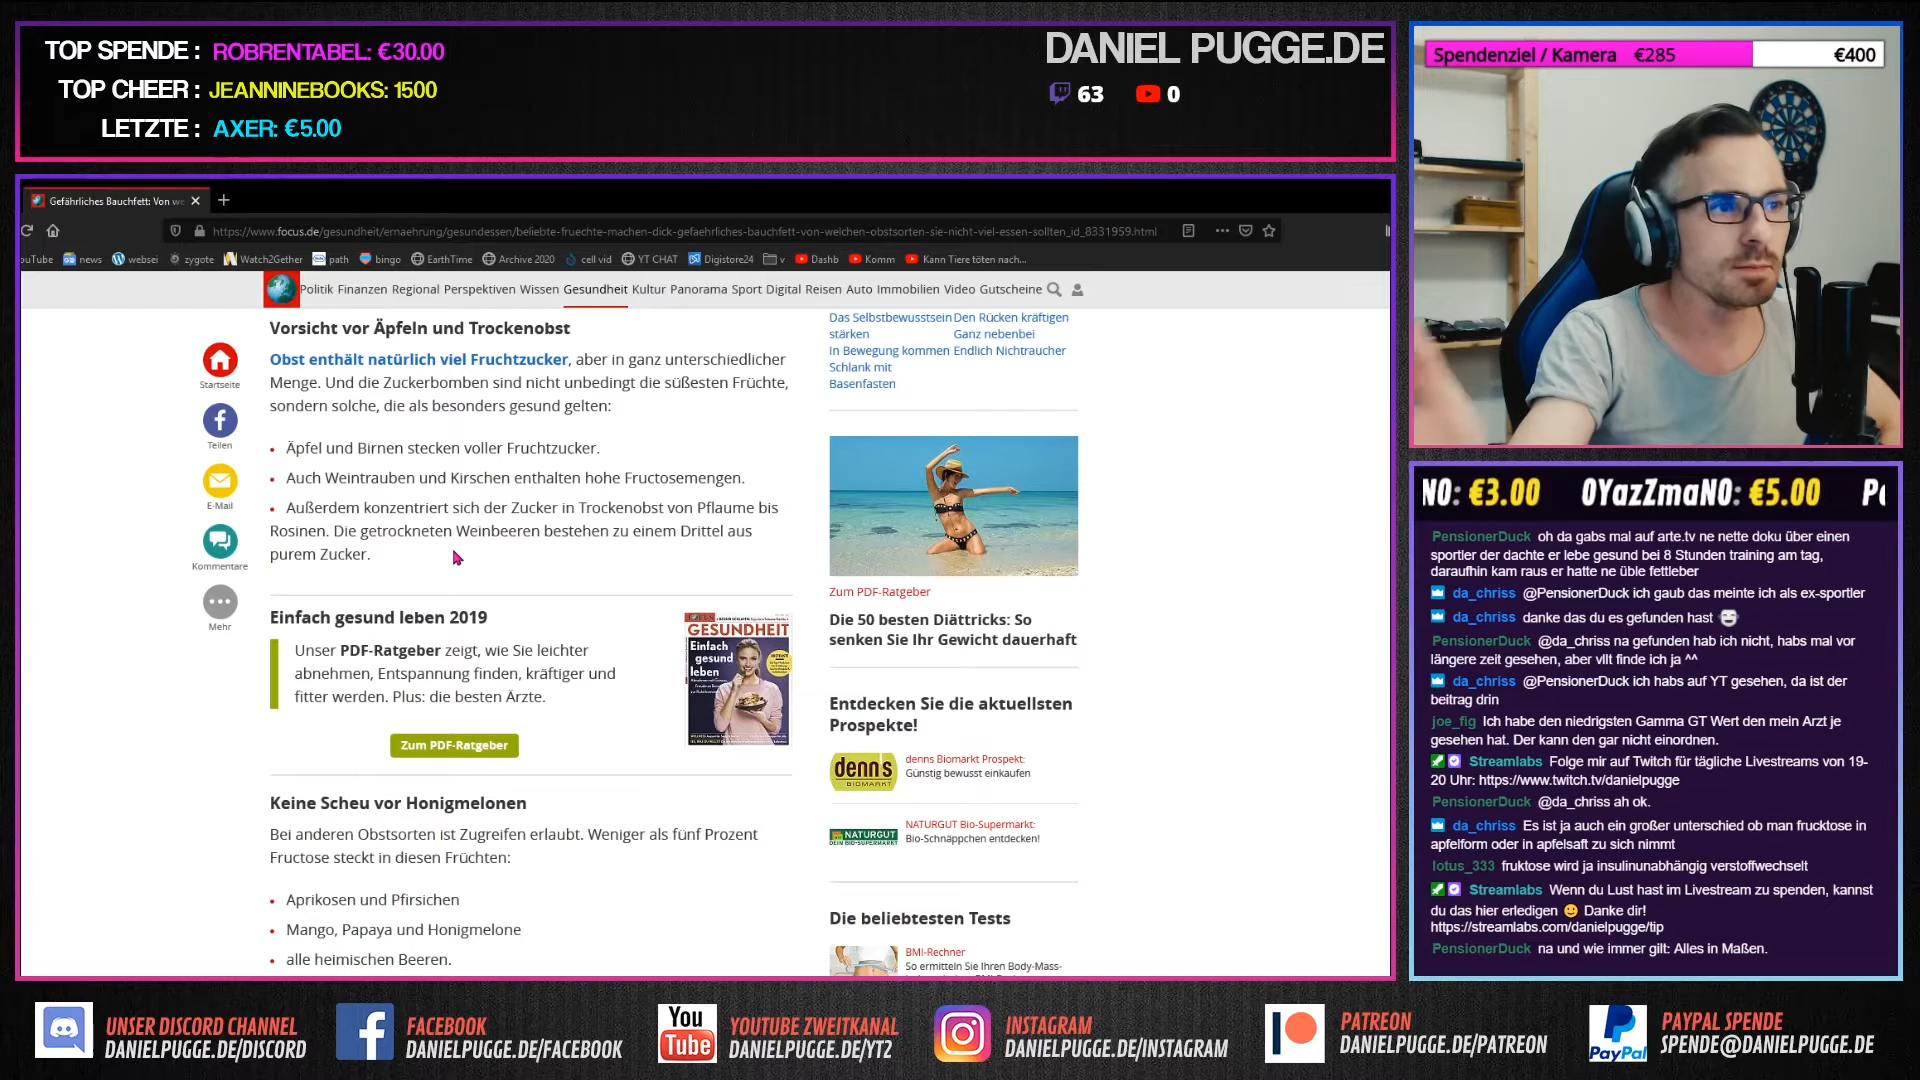 TOP SPENDE : ROBRENTABEL: €30.00
TOP CHEER : JEANNINEBOOKS: 1500
LETZTE : AXER: €5.00
DANIEL PUGGE.DE
63 0
Spendenziel / Kamera €285 €400
Gefährliches Bauchfett: Von we
https://www.focus.de/gesundheit/ernaehrung/gesundessen/beliebte-fruechte-machen-dick-gefaehrliches-bauchfett-von-welchen-obstsorten-sie-nicht-viel-essen-sollten_id_8331959.html
ouTube news websei zygote Watch2Gether path bingo EarthTime Archive 2020 cell vid YT CHAT Digistore24 v Dashb Komm Kann Tiere töten nach...
Politik Finanzen Regional Perspektiven Wissen Gesundheit Kultur Panorama Sport Digital Reisen Auto Immobilien Video Gutscheine
Startseite
Teilen
E-Mail
Kommentare
Mehr
Vorsicht vor Äpfeln und Trockenobst
Obst enthält natürlich viel Fruchtzucker, aber in ganz unterschiedlicher
Menge. Und die Zuckerbomben sind nicht unbedingt die süßesten Früchte,
sondern solche, die als besonders gesund gelten:
• Äpfel und Birnen stecken voller Fruchtzucker.
• Auch Weintrauben und Kirschen enthalten hohe Fructosemengen.
• Außerdem konzentriert sich der Zucker in Trockenobst von Pflaume bis
Rosinen. Die getrockneten Weinbeeren bestehen zu einem Drittel aus
purem Zucker.
Einfach gesund leben 2019
Unser PDF-Ratgeber zeigt, wie Sie leichter
abnehmen, Entspannung finden, kräftiger und
fitter werden. Plus: die besten Ärzte.
Zum PDF-Ratgeber
GESUNDHEIT
Einfach
gesund
leben
Keine Scheu vor Honigmelonen
Bei anderen Obstsorten ist Zugreifen erlaubt. Weniger als fünf Prozent
Fructose steckt in diesen Früchten:
• Aprikosen und Pfirsichen
• Mango, Papaya und Honigmelone
• alle heimischen Beeren.
Das Selbstbewusstsein Den Rücken kräftigen
stärken Ganz nebenbei
In Bewegung kommen Endlich Nichtraucher
Schlank mit
Basenfasten
Zum PDF-Ratgeber
Die 50 besten Diättricks: So
senken Sie Ihr Gewicht dauerhaft
Entdecken Sie die aktuellsten
Prospekte!
denn's
BIOMARKT
denns Biomarkt Prospekt:
Günstig bewusst einkaufen
NATURGUT
DEIN BIO-SUPERMARKT
NATURGUT Bio-Supermarkt:
Bio-Schnäppchen entdecken!
Die beliebtesten Tests
BMI-Rechner
So ermitteln Sie Ihren Body-Mass-
N0: €3.00 0YazZmaN0: €5.00
PensionerDuck oh da gabs mal auf arte.tv ne nette doku über einen
sportler der dachte er lebe gesund bei 8 Stunden training am tag,
daraufhin kam raus er hatte ne üble fettleber
da_chriss @PensionerDuck ich gaub das meinte ich als ex-sportler
da_chriss danke das du es gefunden hast
PensionerDuck @da_chriss na gefunden hab ich nicht, habs mal vor
längere zeit gesehen, aber vllt finde ich ja ^^
da_chriss @PensionerDuck ich habs auf YT gesehen, da ist der
beitrag drin
joe_fig Ich habe den niedrigsten Gamma GT Wert den mein Arzt je
gesehen hat. Der kann den gar nicht einordnen.
Streamlabs Folge mir auf Twitch für tägliche Livestreams von 19-
20 Uhr: https://www.twitch.tv/danielpugge
PensionerDuck @da_chriss ah ok.
da_chriss Es ist ja auch ein großer unterschied ob man frucktose in
apfelform oder in apfelsaft zu sich nimmt
lotus_333 fruktose wird ja insulinunabhängig verstoffwechselt
Streamlabs Wenn du Lust hast im Livestream zu spenden, kannst
du das hier erledigen 🙂 Danke dir!
https://streamlabs.com/danielpugge/tip
PensionerDuck na und wie immer gilt: Alles in Maßen.
UNSER DISCORD CHANNEL
DANIELPUGGE.DE/DISCORD
FACEBOOK
DANIELPUGGE.DE/FACEBOOK
You
Tube
YOUTUBE ZWEITKANAL
DANIELPUGGE.DE/YT2
INSTAGRAM
DANIELPUGGE.DE/INSTAGRAM
PATREON
DANIELPUGGE.DE/PATREON
PayPal
PAYPAL SPENDE
SPENDE@DANIELPUGGE.DE